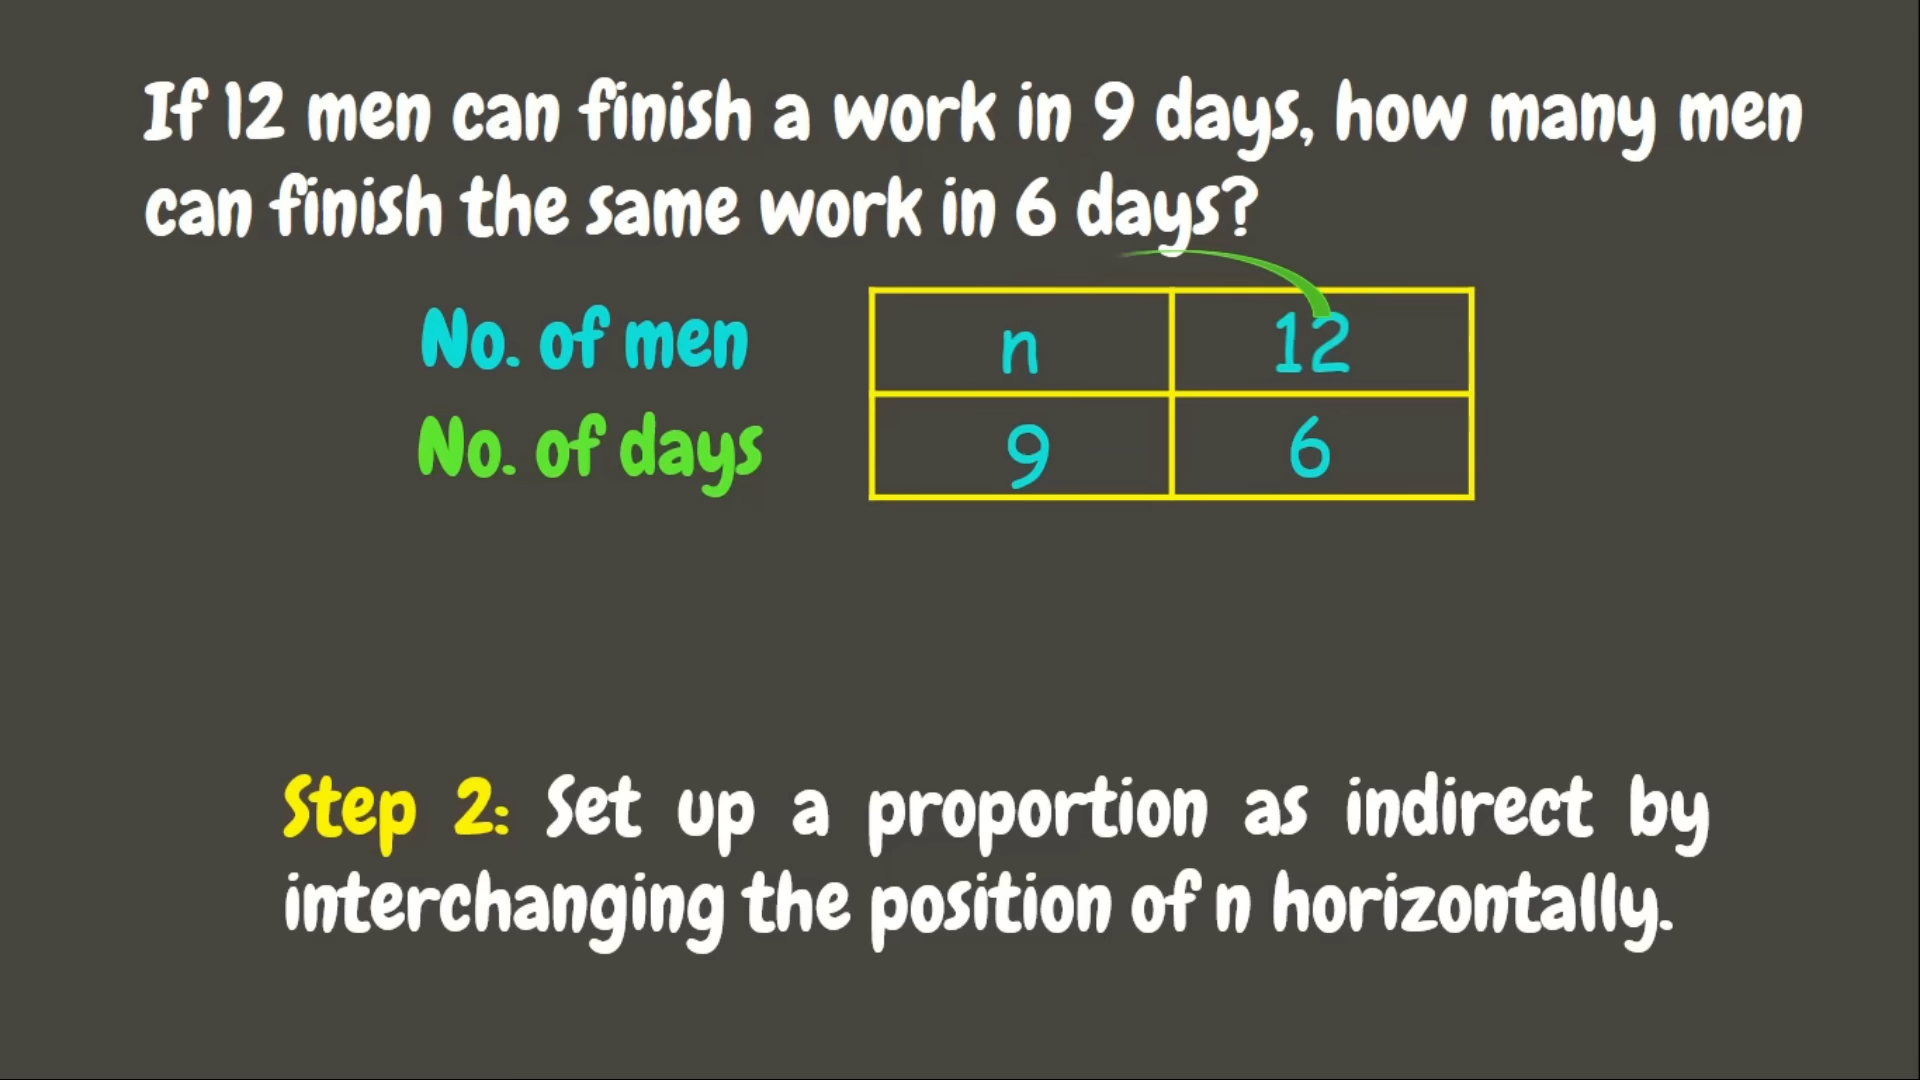 If 12 men can finish a work in 9 days, how many men
can finish the same work in 6 days?
No. of men n 12
No. of days 9 6
Step 2: Set up a proportion as indirect by
interchanging the position of n horizontally.